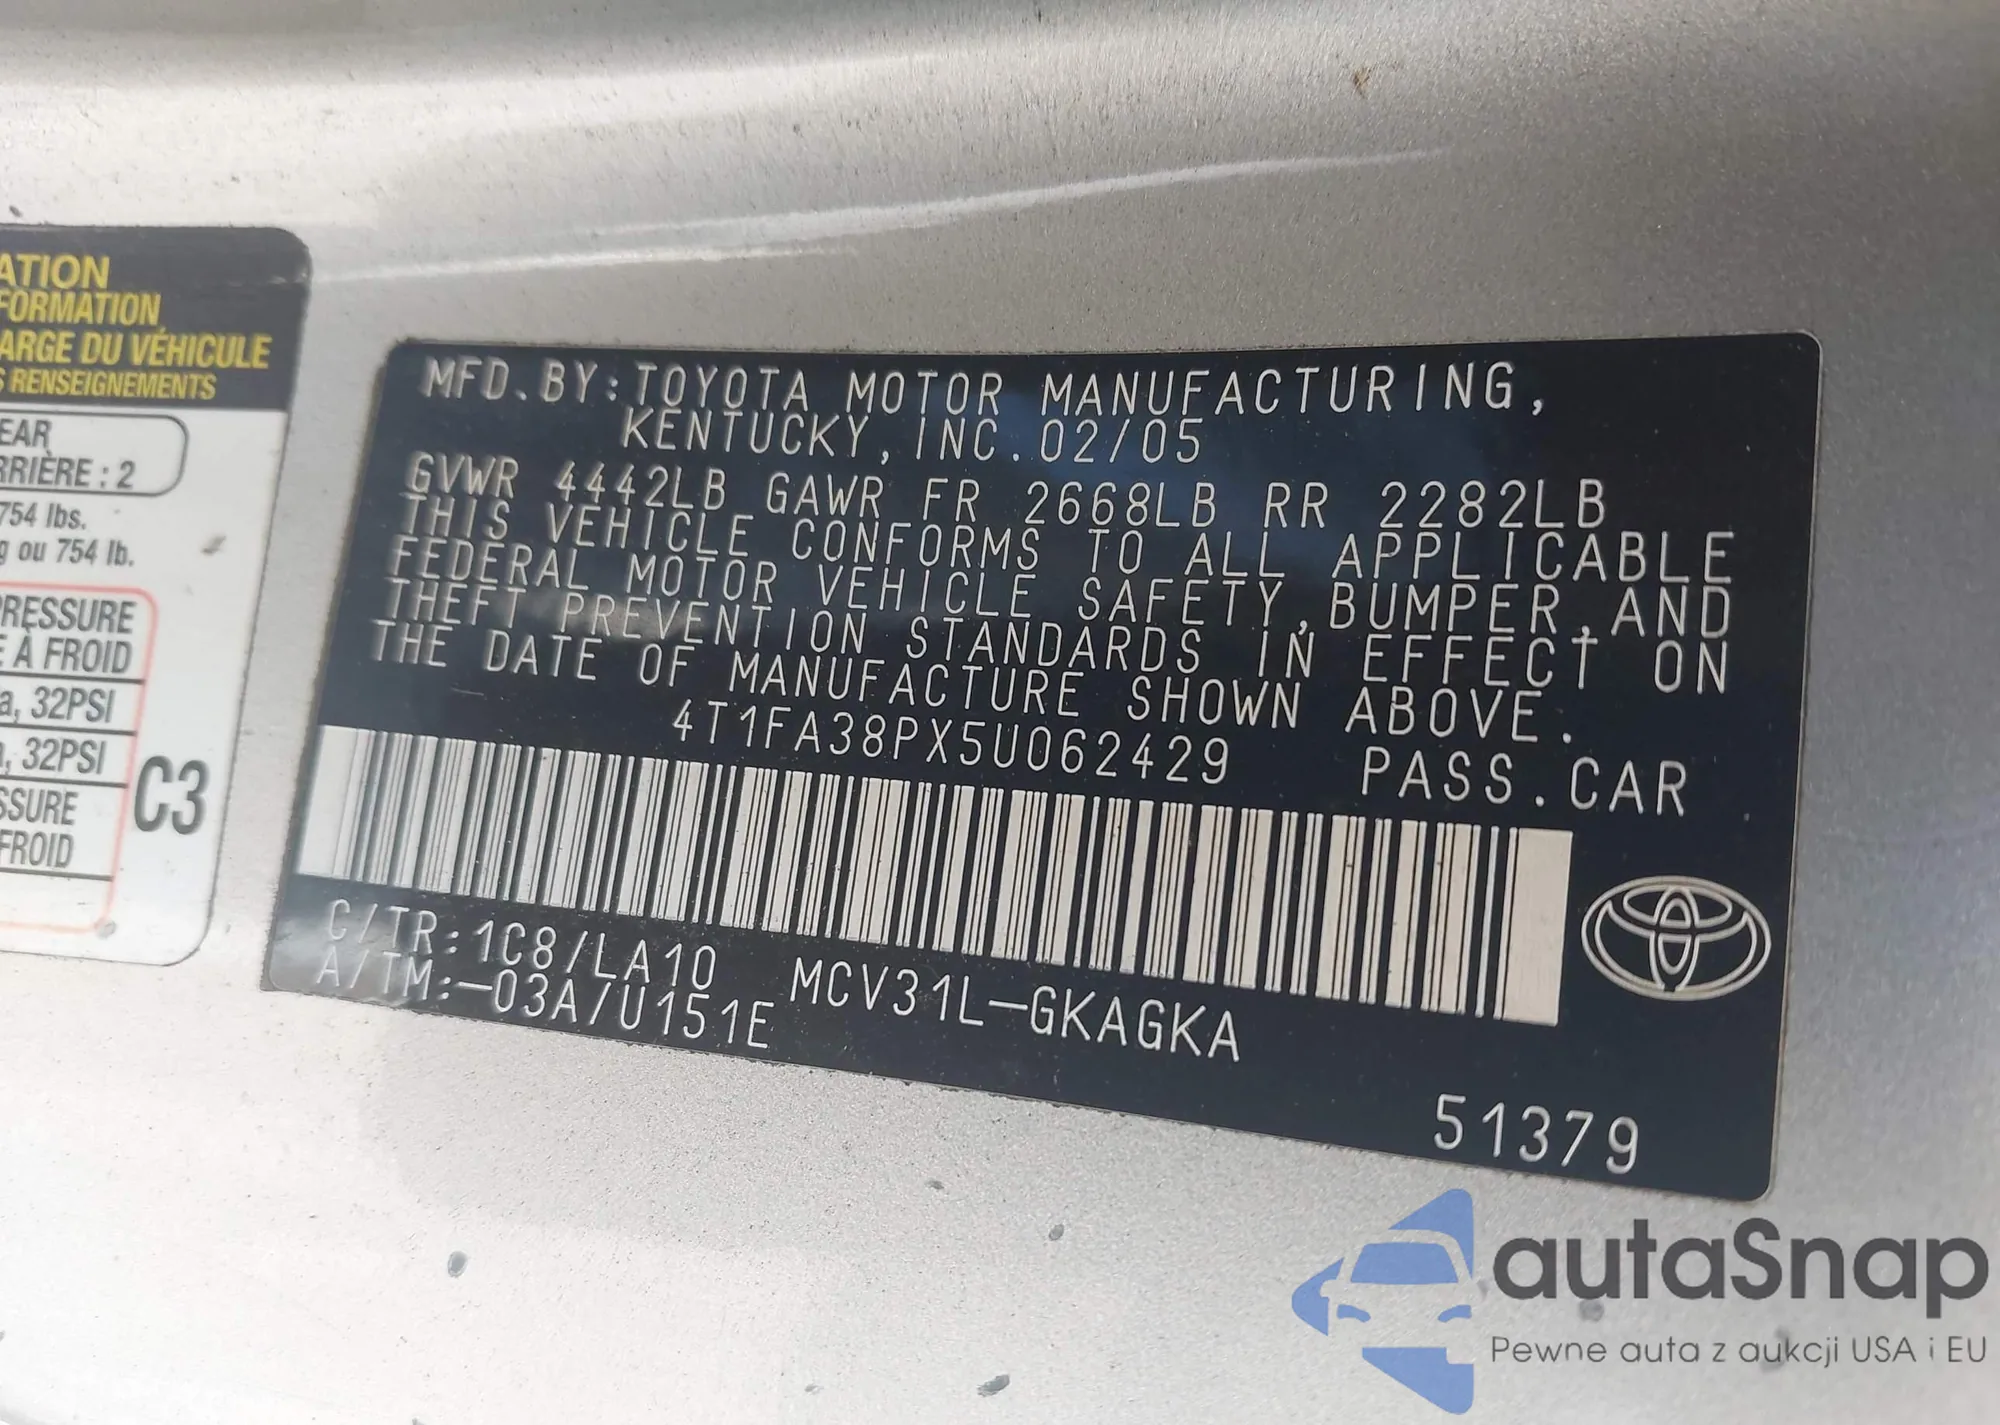 ATION
FORMATION
ARGE DU VÉHICULE
S RENSEIGNEMENTS
EAR
RRIÈRE : 2
754 lbs.
g ou 754 lb.
PRESSURE
E À FROID
a, 32PSI
a, 32PSI
SSURE
FROID
C3
MFD. BY: TOYOTA MOTOR MANUFACTURING,
KENTUCKY, INC. 02/05
GVWR 4442LB GAWR FR 2668LB RR 2282LB
THIS VEHICLE CONFORMS TO ALL APPLICABLE
FEDERAL MOTOR VEHICLE SAFETY, BUMPER, AND
THEFT PREVENTION STANDARDS IN EFFECT ON
THE DATE OF MANUFACTURE SHOWN ABOVE.
4T1FA38PX5U062429 PASS. CAR
C/TR: 1C8/LA10 MCV31L-GKAGKA
A/TM: -03A/U151E
51379
autaSnap
Pewne auta z aukcji USA i EU